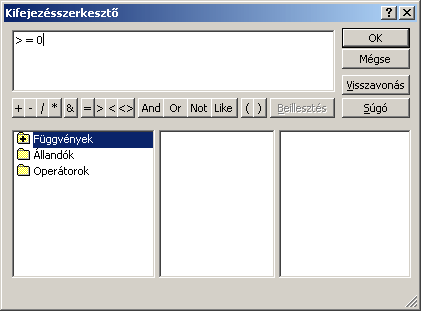 Kifejezésszerkesztő
> = 0
OK
Mégse
Visszavonás
+ - / * & = > < <> And Or Not Like ( ) Beillesztés Súgó
Függvények
Állandók
Operátorok